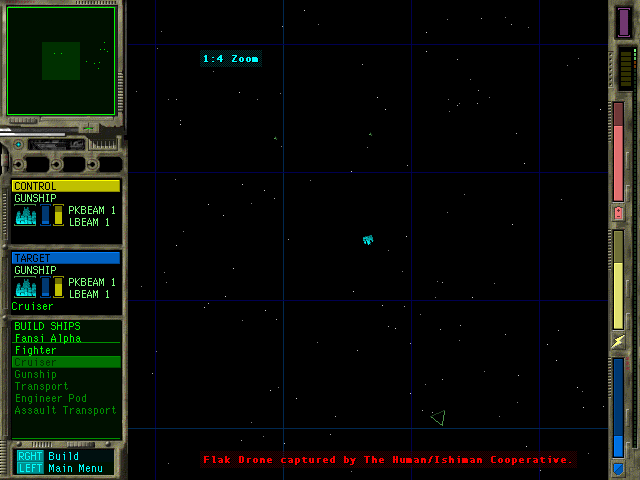 1:4 Zoom
CONTROL
GUNSHIP
PKBEAM 1
LBEAM 1
TARGET
GUNSHIP
PKBEAM 1
LBEAM 1
Cruiser
BUILD SHIPS
Fansi Alpha
Fighter
Cruiser
Gunship
Transport
Engineer Pod
Assault Transport
RGHT Build
LEFT Main Menu
Flak Drone captured by The Human/Ishiman Cooperative.